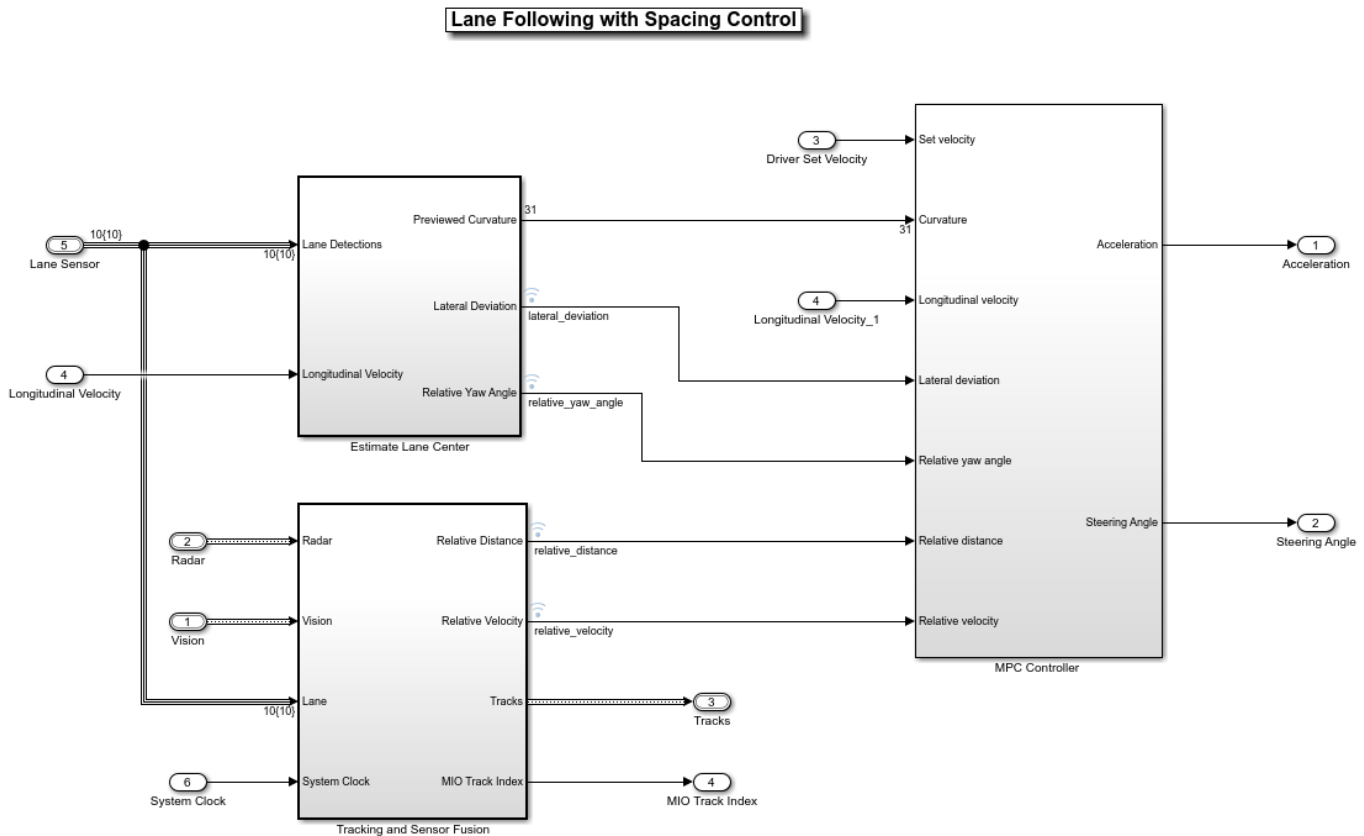 Lane Following with Spacing Control
3
Driver Set Velocity
Set velocity
5
Lane Sensor
10{10}
10{10}
Lane Detections
Previewed Curvature
31
31
Curvature
Lateral Deviation
lateral_deviation
4
Longitudinal Velocity_1
Longitudinal velocity
Acceleration
1
Acceleration
4
Longitudinal Velocity
Longitudinal Velocity
Relative Yaw Angle
relative_yaw_angle
Estimate Lane Center
Lateral deviation
Relative yaw angle
2
Radar
Radar
Relative Distance
relative_distance
Relative distance
Steering Angle
2
Steering Angle
1
Vision
Vision
Relative Velocity
relative_velocity
Relative velocity
MPC Controller
10{10}
Lane
Tracks
3
Tracks
6
System Clock
System Clock
MIO Track Index
4
MIO Track Index
Tracking and Sensor Fusion